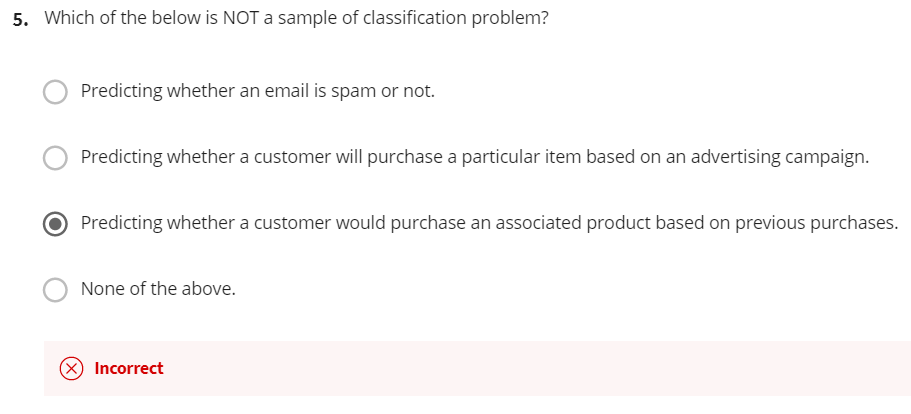 5. Which of the below is NOT a sample of classification problem?
Predicting whether an email is spam or not.
Predicting whether a customer will purchase a particular item based on an advertising campaign.
Predicting whether a customer would purchase an associated product based on previous purchases.
None of the above.
Incorrect